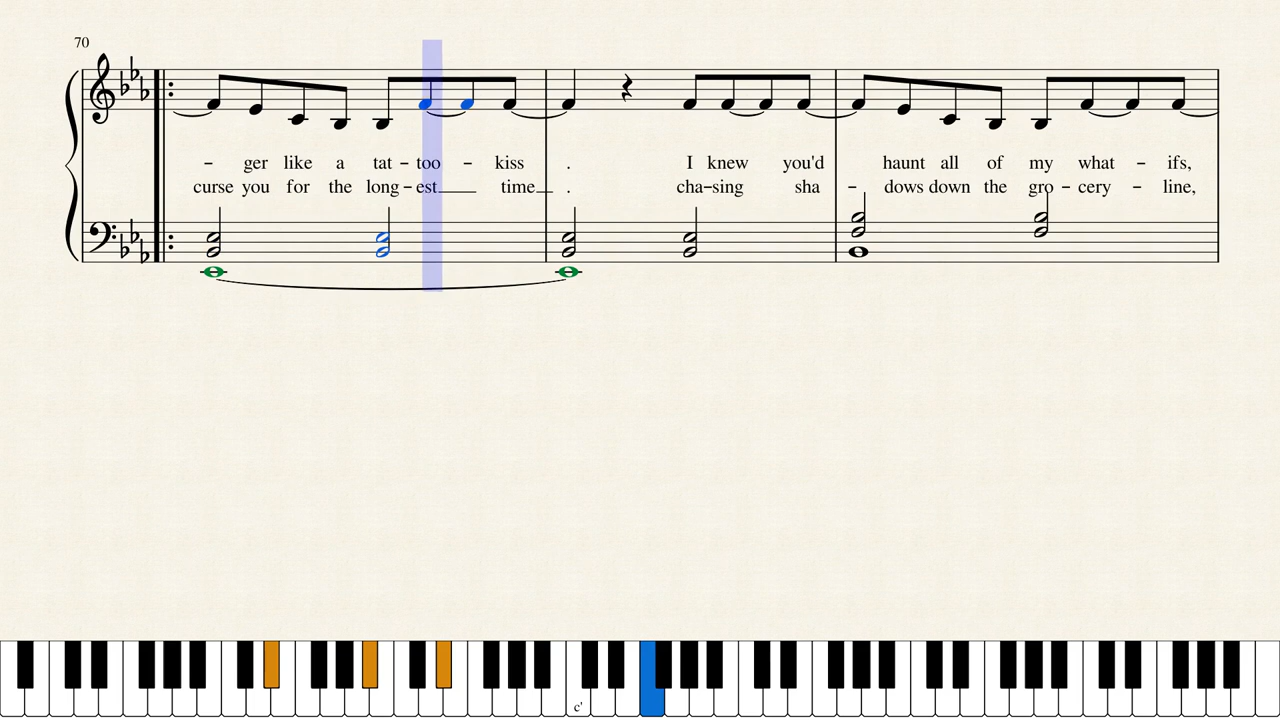 70
- ger like a tat - too - kiss . I knew you'd haunt all of my what - ifs,
curse you for the long - est time . cha-sing sha - dows down the gro - cery - line,
c'